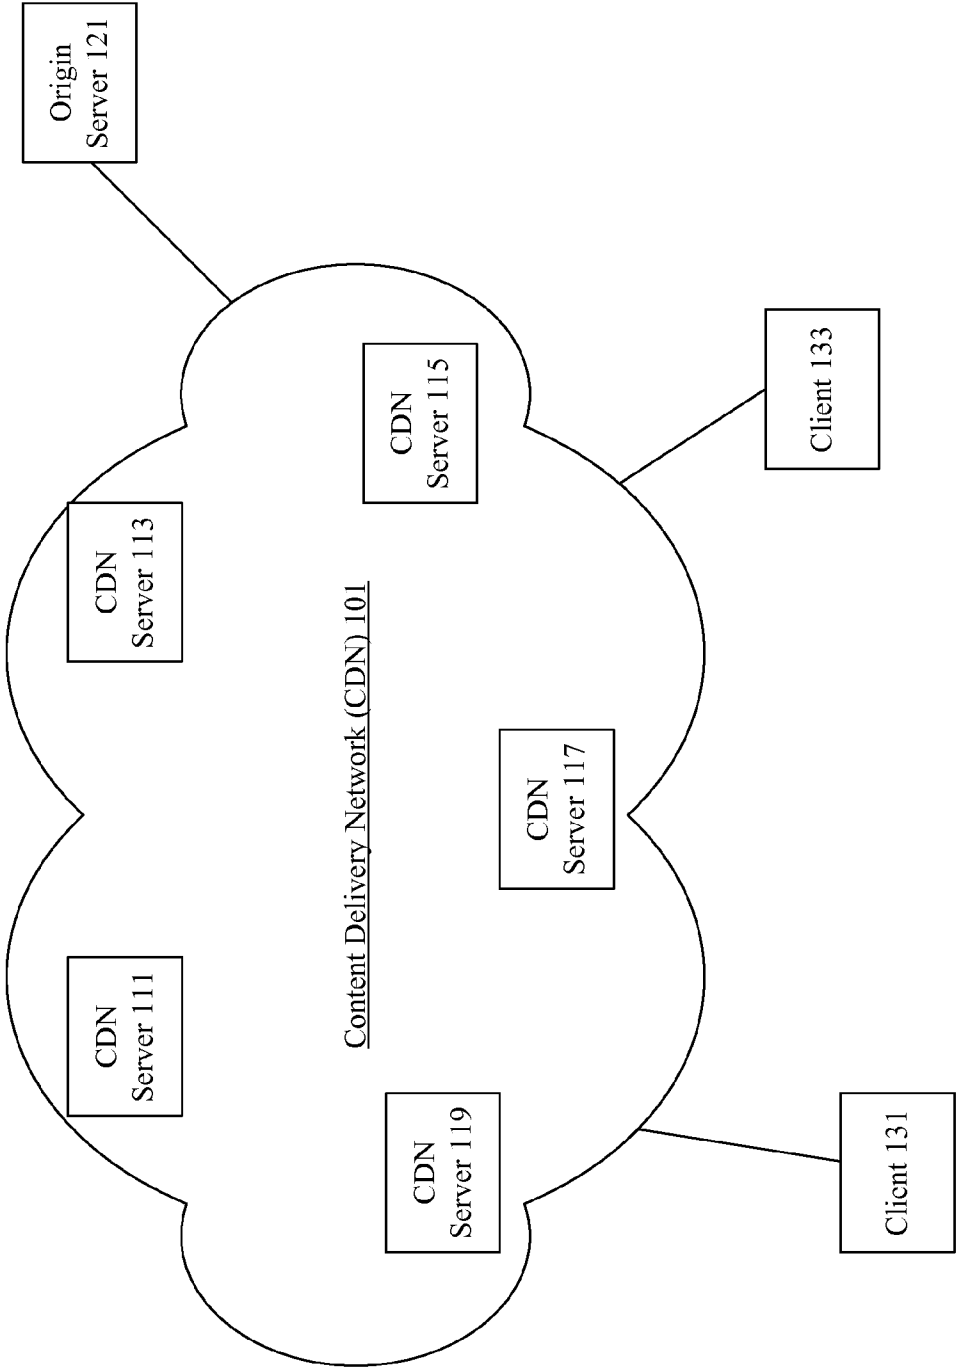 Origin
Server 121
CDN
Server 111
CDN
Server 113
CDN
Server 115
Content Delivery Network (CDN) 101
CDN
Server 119
CDN
Server 117
Client 131
Client 133